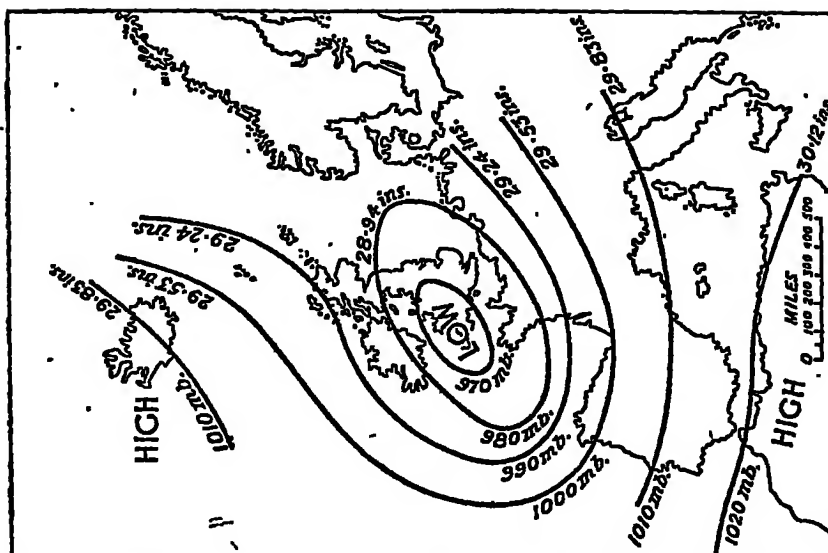 29·83 ins.
29·53 ins.
29·24 ins.
29·24 ins.
29·53 ins.
29·83 ins.
HIGH
1010 mb.
28·94 ins.
LOW
970 mb.
980 mb.
990 mb.
1000 mb.
1010 mb.
1020 mb.
HIGH
30·12 ins
MILES
0 100 200 300 400 500